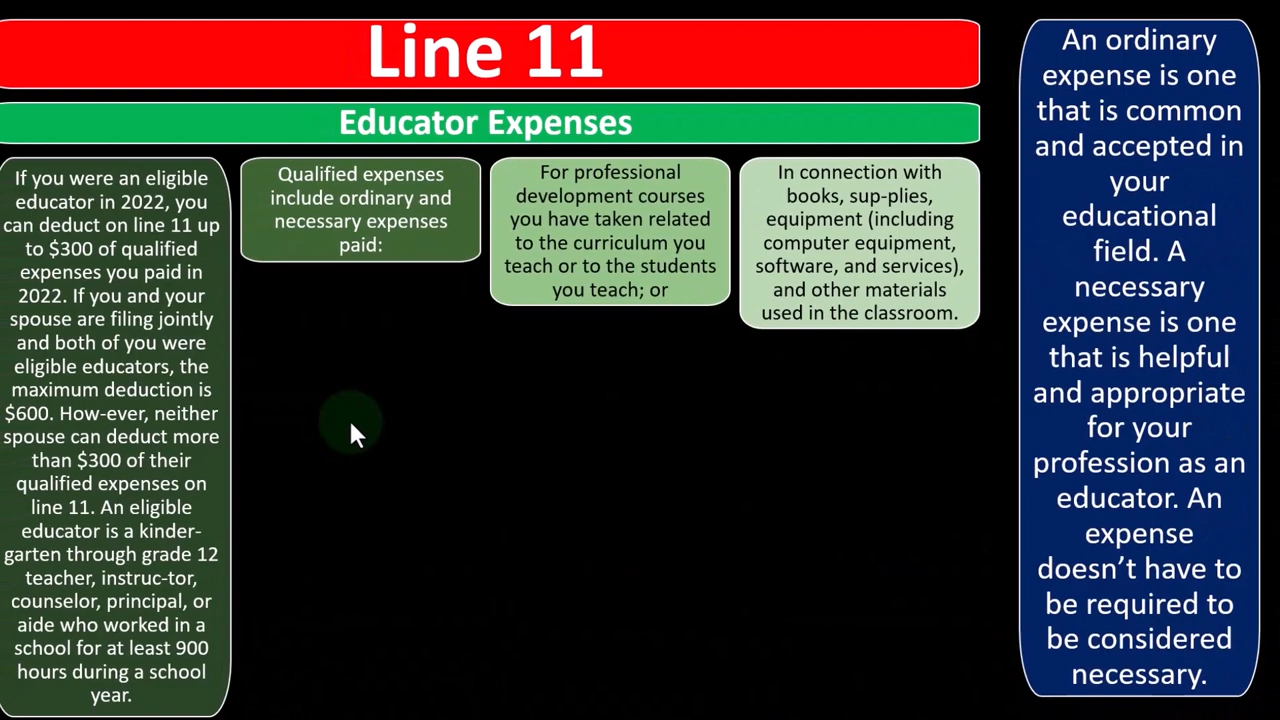 Line 11
Educator Expenses
If you were an eligible
educator in 2022, you
can deduct on line 11 up
to $300 of qualified
expenses you paid in
2022. If you and your
spouse are filing jointly
and both of you were
eligible educators, the
maximum deduction is
$600. How-ever, neither
spouse can deduct more
than $300 of their
qualified expenses on
line 11. An eligible
educator is a kinder-
garten through grade 12
teacher, instruc-tor,
counselor, principal, or
aide who worked in a
school for at least 900
hours during a school
year.
Qualified expenses
include ordinary and
necessary expenses
paid:
For professional
development courses
you have taken related
to the curriculum you
teach or to the students
you teach; or
In connection with
books, sup-plies,
equipment (including
computer equipment,
software, and services),
and other materials
used in the classroom.
An ordinary
expense is one
that is common
and accepted in
your
educational
field. A
necessary
expense is one
that is helpful
and appropriate
for your
profession as an
educator. An
expense
doesn’t have to
be required to
be considered
necessary.